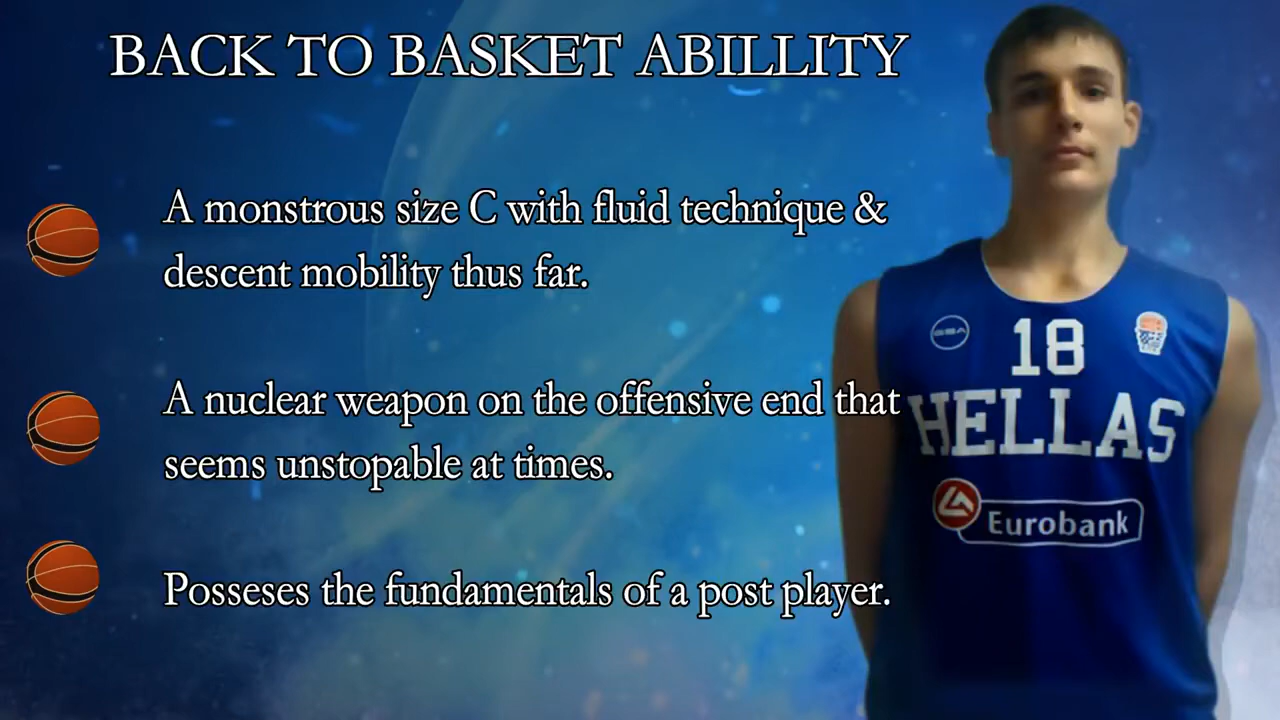 BACK TO BASKET ABILLITY
A monstrous size C with fluid technique &
descent mobility thus far.
A nuclear weapon on the offensive end that
seems unstopable at times.
Posseses the fundamentals of a post player.
18
HELLAS
Eurobank